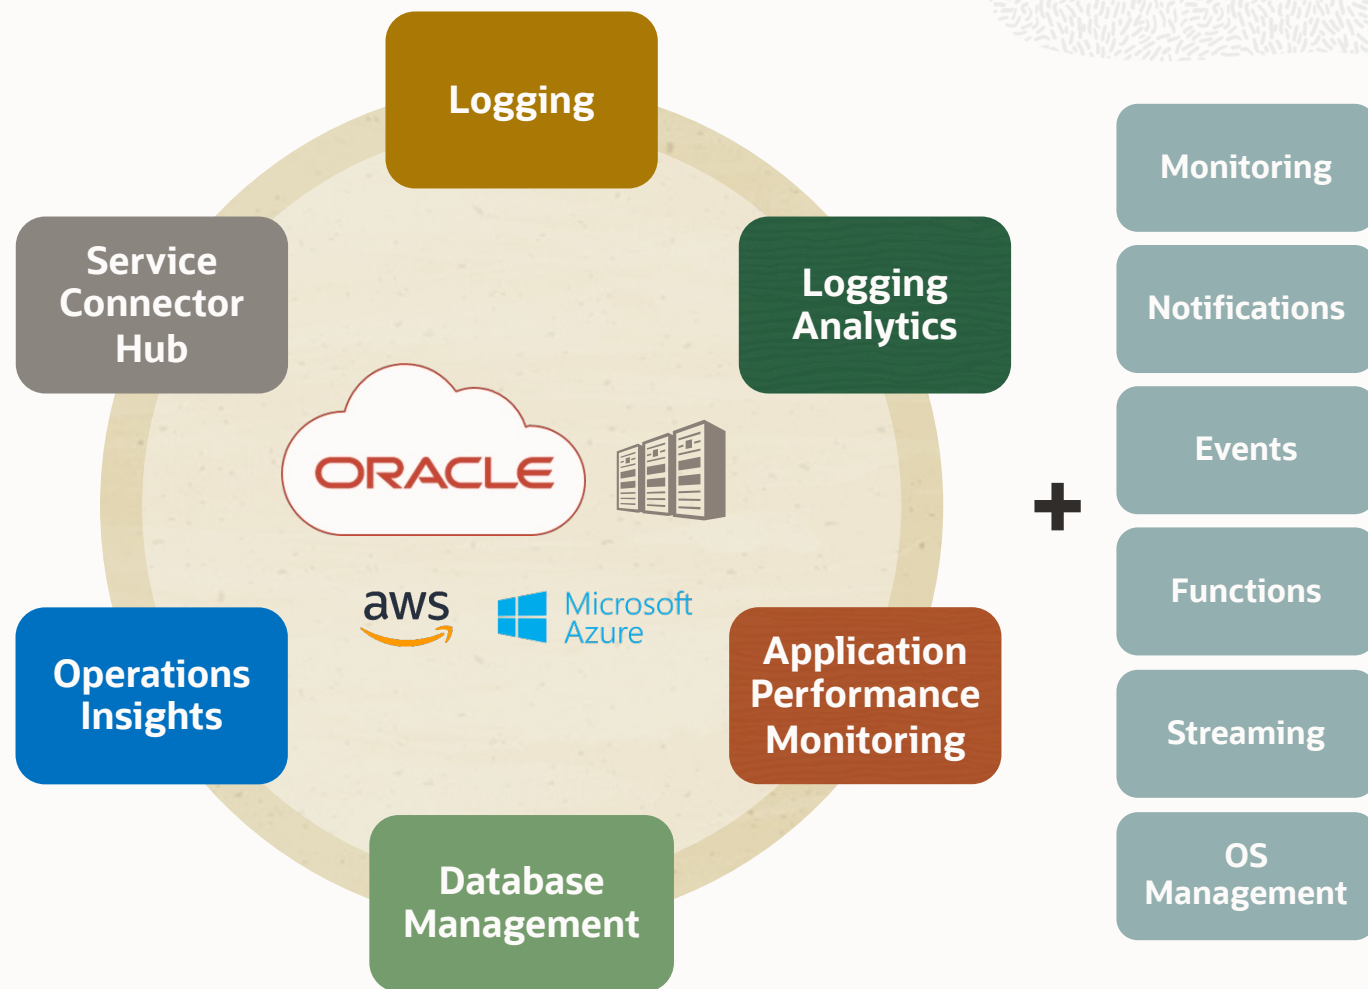 Logging
Service
Connector
Hub
Logging
Analytics
ORACLE
aws
Microsoft
Azure
Operations
Insights
Application
Performance
Monitoring
Database
Management
+
Monitoring
Notifications
Events
Functions
Streaming
OS
Management